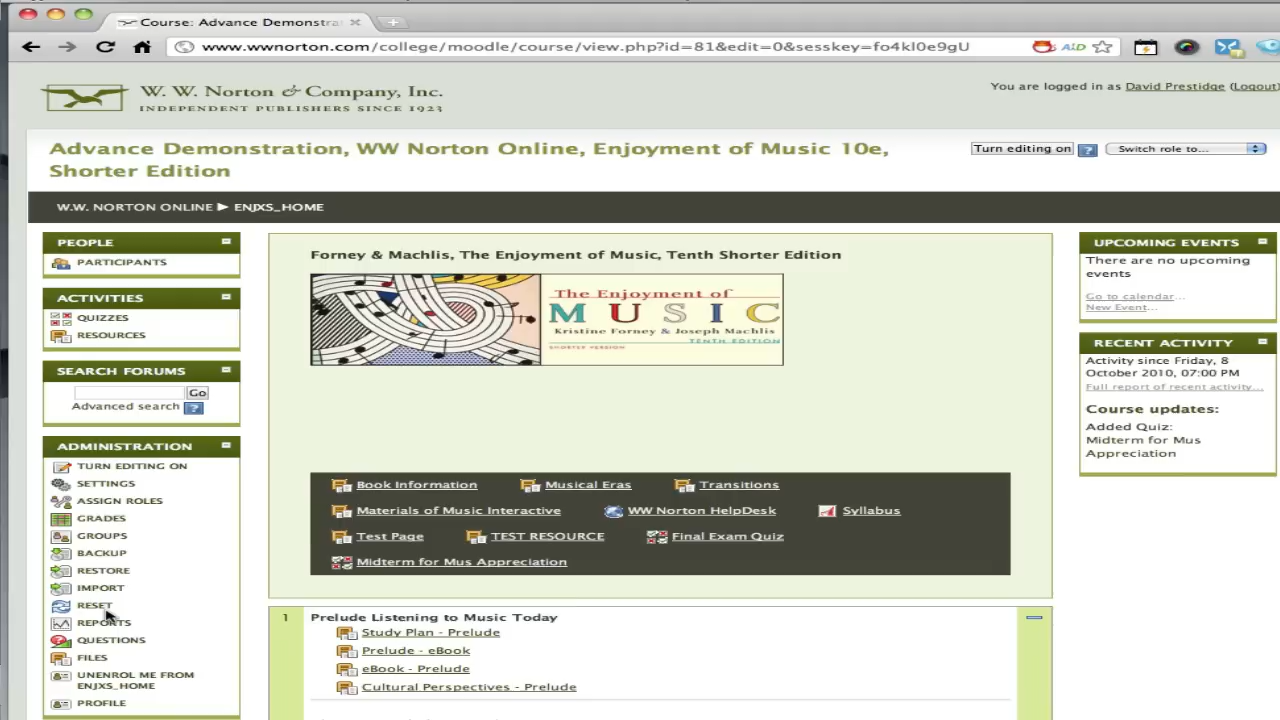 Course: Advance Demonstra
www.wwnorton.com/college/moodle/course/view.php?id=81&edit=0&sesskey=fo4kl0e9gU
AiD
W. W. Norton & Company, Inc.
INDEPENDENT PUBLISHERS SINCE 1923
You are logged in as David Prestidge (Logout)
Advance Demonstration, WW Norton Online, Enjoyment of Music 10e,
Shorter Edition
Turn editing on
?
Switch role to...
W.W. NORTON ONLINE ► ENJXS_HOME
PEOPLE
PARTICIPANTS
ACTIVITIES
QUIZZES
RESOURCES
SEARCH FORUMS
Go
Advanced search ?
ADMINISTRATION
TURN EDITING ON
SETTINGS
ASSIGN ROLES
GRADES
GROUPS
BACKUP
RESTORE
IMPORT
RESET
REPORTS
QUESTIONS
FILES
UNENROL ME FROM
ENJXS_HOME
PROFILE
Forney & Machlis, The Enjoyment of Music, Tenth Shorter Edition
The Enjoyment of
MUSIC
Kristine Forney & Joseph Machlis
TENTH EDITION
SHORTER VERSION
Book Information Musical Eras Transitions
Materials of Music Interactive WW Norton HelpDesk Syllabus
Test Page TEST RESOURCE Final Exam Quiz
Midterm for Mus Appreciation
1 Prelude Listening to Music Today
Study Plan - Prelude
Prelude - eBook
eBook - Prelude
Cultural Perspectives - Prelude
UPCOMING EVENTS
There are no upcoming
events
Go to calendar...
New Event...
RECENT ACTIVITY
Activity since Friday, 8
October 2010, 07:00 PM
Full report of recent activity...
Course updates:
Added Quiz:
Midterm for Mus
Appreciation